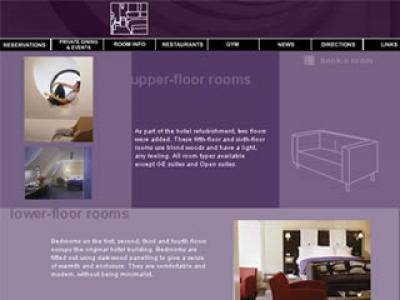 RESERVATIONS
PRIVATE DINING
& EVENTS
ROOM INFO
RESTAURANTS
GYM
NEWS
DIRECTIONS
LINKS
book a room
upper-floor rooms
As part of the hotel refurbishment, two floors
were added. These fifth-floor and sixth-floor
rooms use blond woods and have a light,
airy feeling. All room types available
except 0-E suites and Open suites.
lower-floor rooms
Bedrooms on the first, second, third and fourth floors
occupy the original hotel building. Bedrooms are
fitted out using dark-wood panelling to give a sense
of warmth and enclosure. They are comfortable and
modern, without being minimalist.